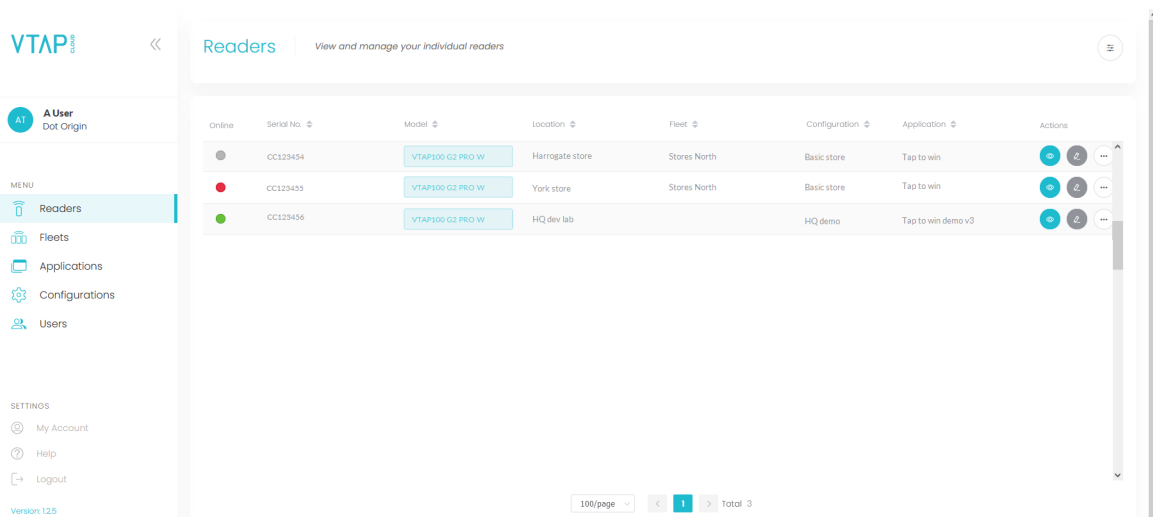 VTAP CLOUD
Readers
View and manage your individual readers
AT
A User
Dot Origin
Online Serial No. Model Location Fleet Configuration Application Actions
CC123454 VTAP100 G2 PRO W Harrogate store Stores North Basic store Tap to win
CC123455 VTAP100 G2 PRO W York store Stores North Basic store Tap to win
CC123456 VTAP100 G2 PRO W HQ dev lab HQ demo Tap to win demo v3
MENU
Readers
Fleets
Applications
Configurations
Users
SETTINGS
My Account
Help
Logout
Version: 1.2.5
100/page 1 Total 3